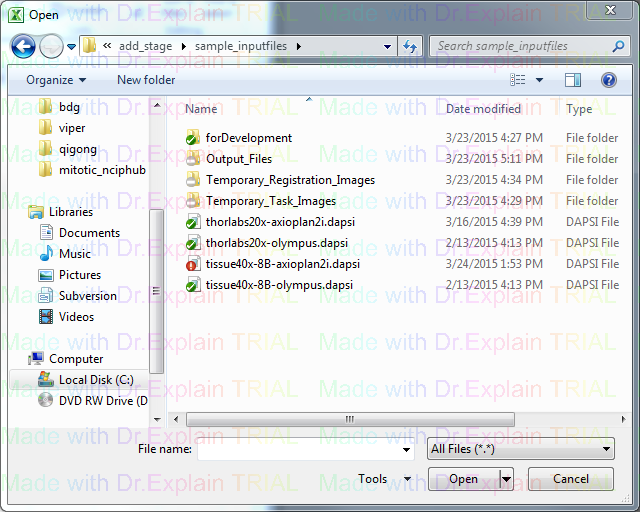 Open
« add_stage ▸ sample_inputfiles ▸
Search sample_inputfiles
Organize
New folder
bdg
viper
qigong
mitotic_nciphub
Libraries
Documents
Music
Pictures
Subversion
Videos
Computer
Local Disk (C:)
DVD RW Drive (D
Name Date modified Type
forDevelopment 3/23/2015 4:27 PM File folder
Output_Files 3/23/2015 5:11 PM File folder
Temporary_Registration_Images 3/23/2015 4:34 PM File folder
Temporary_Task_Images 3/23/2015 4:29 PM File folder
thorlabs20x-axioplan2i.dapsi 3/16/2015 4:39 PM DAPSI File
thorlabs20x-olympus.dapsi 2/13/2015 4:13 PM DAPSI File
tissue40x-8B-axioplan2i.dapsi 3/24/2015 1:53 PM DAPSI File
tissue40x-8B-olympus.dapsi 2/13/2015 4:13 PM DAPSI File
File name:
All Files (*.*)
Tools
Open
Cancel
Made with Dr.Explain TRIAL